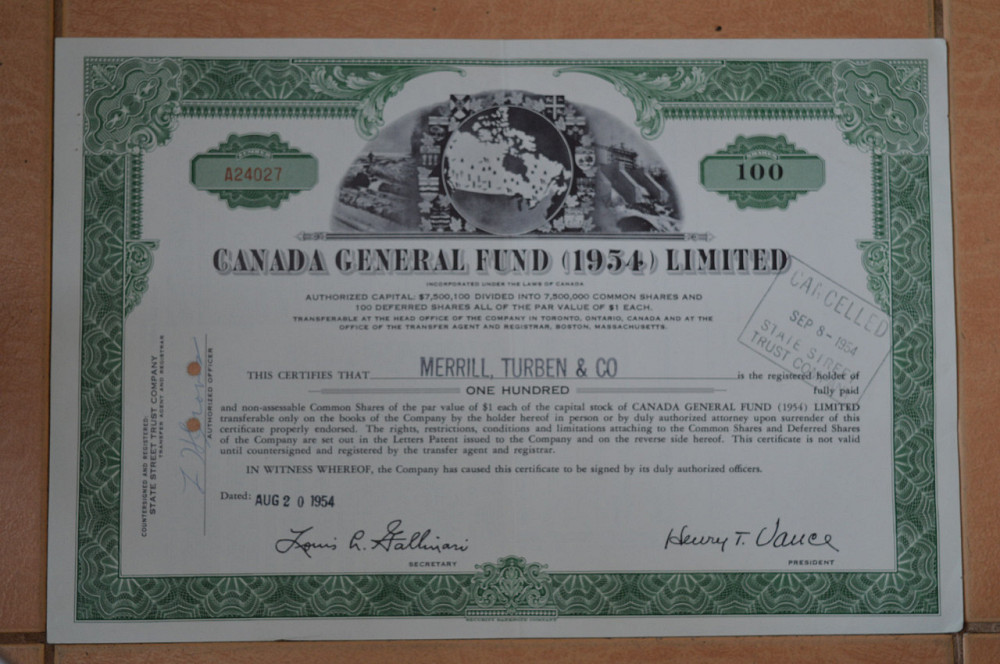 NUMBER
A24027
SHARES
100
CANADA GENERAL FUND (1954) LIMITED
INCORPORATED UNDER THE LAWS OF CANADA
AUTHORIZED CAPITAL: $7,500,100 DIVIDED INTO 7,500,000 COMMON SHARES AND
100 DEFERRED SHARES ALL OF THE PAR VALUE OF $1 EACH.
TRANSFERABLE AT THE HEAD OFFICE OF THE COMPANY IN TORONTO, ONTARIO, CANADA AND AT THE
OFFICE OF THE TRANSFER AGENT AND REGISTRAR, BOSTON, MASSACHUSETTS.
CANCELLED
SEP 8 - 1954
STATE STREET
TRUST COMPANY
THIS CERTIFIES THAT MERRILL, TURBEN & CO is the registered holder of
ONE HUNDRED fully paid
and non-assessable Common Shares of the par value of $1 each of the capital stock of CANADA GENERAL FUND (1954) LIMITED
transferable only on the books of the Company by the holder hereof in person or by duly authorized attorney upon surrender of this
certificate properly endorsed. The rights, restrictions, conditions and limitations attaching to the Common Shares and Deferred Shares
of the Company are set out in the Letters Patent issued to the Company and on the reverse side hereof. This certificate is not valid
until countersigned and registered by the transfer agent and registrar.
IN WITNESS WHEREOF, the Company has caused this certificate to be signed by its duly authorized officers.
Dated: AUG 2 0 1954
Louis A. Gallinari
SECRETARY
Henry T. Vance
PRESIDENT
COUNTERSIGNED AND REGISTERED:
STATE STREET TRUST COMPANY
TRANSFER AGENT AND REGISTRAR
AUTHORIZED OFFICER
SECURITY BANKNOTE COMPANY